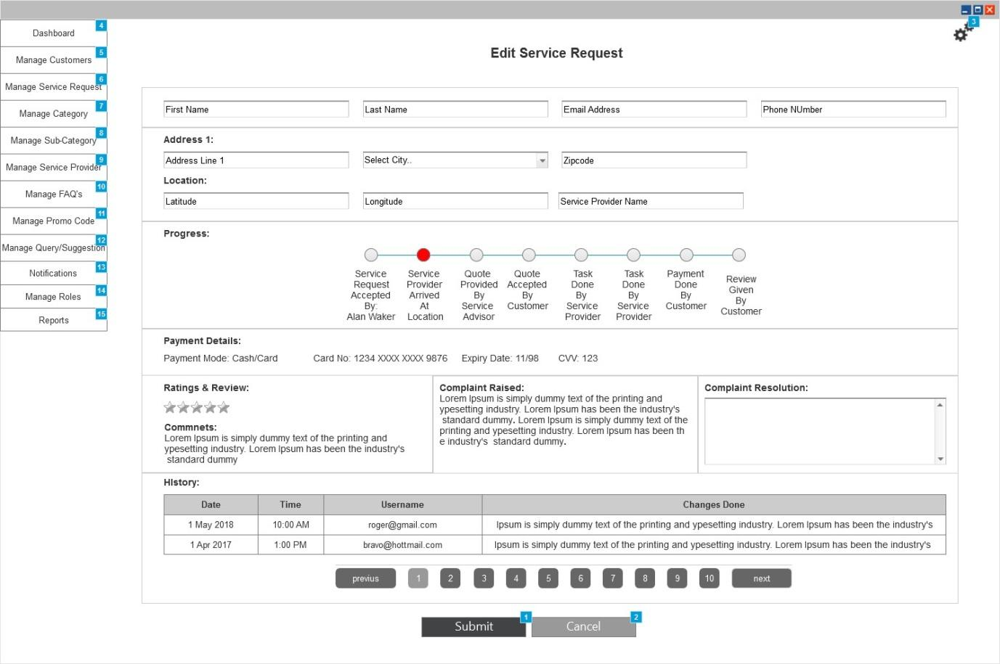 3
4
Dashboard
5
Manage Customers
6
Manage Service Request
7
Manage Category
8
Manage Sub-Category
9
Manage Service Provider
10
Manage FAQ's
11
Manage Promo Code
12
Manage Query/Suggestion
13
Notifications
14
Manage Roles
15
Reports
Edit Service Request
First Name
Last Name
Email Address
Phone NUmber
Address 1:
Address Line 1
Select City..
Zipcode
Location:
Latitude
Longitude
Service Provider Name
Progress:
Service
Request
Accepted
By:
Alan Waker
Service
Provider
Arrived
At
Location
Quote
Provided
By
Service
Advisor
Quote
Accepted
By
Customer
Task
Done
By
Service
Provider
Task
Done
By
Service
Provider
Payment
Done
By
Customer
Review
Given
By
Customer
Payment Details:
Payment Mode: Cash/Card
Card No: 1234 XXXX XXXX 9876
Expiry Date: 11/98
CVV: 123
Ratings & Review:
Commnets:
Lorem Ipsum is simply dummy text of the printing and
ypesetting industry. Lorem Ipsum has been the industry's
standard dummy
Complaint Raised:
Lorem Ipsum is simply dummy text of the printing and
ypesetting industry. Lorem Ipsum has been the industry's
standard dummy. Lorem Ipsum is simply dummy text of the
printing and ypesetting industry. Lorem Ipsum has been th
e industry's standard dummy.
Complaint Resolution:
History:
Date Time Username Changes Done
1 May 2018 10:00 AM roger@gmail.com Ipsum is simply dummy text of the printing and ypesetting industry. Lorem Ipsum has been the industry's
1 Apr 2017 1:00 PM bravo@hottmail.com Ipsum is simply dummy text of the printing and ypesetting industry. Lorem Ipsum has been the industry's
previus 1 2 3 4 5 6 7 8 9 10 next
1
Submit
2
Cancel